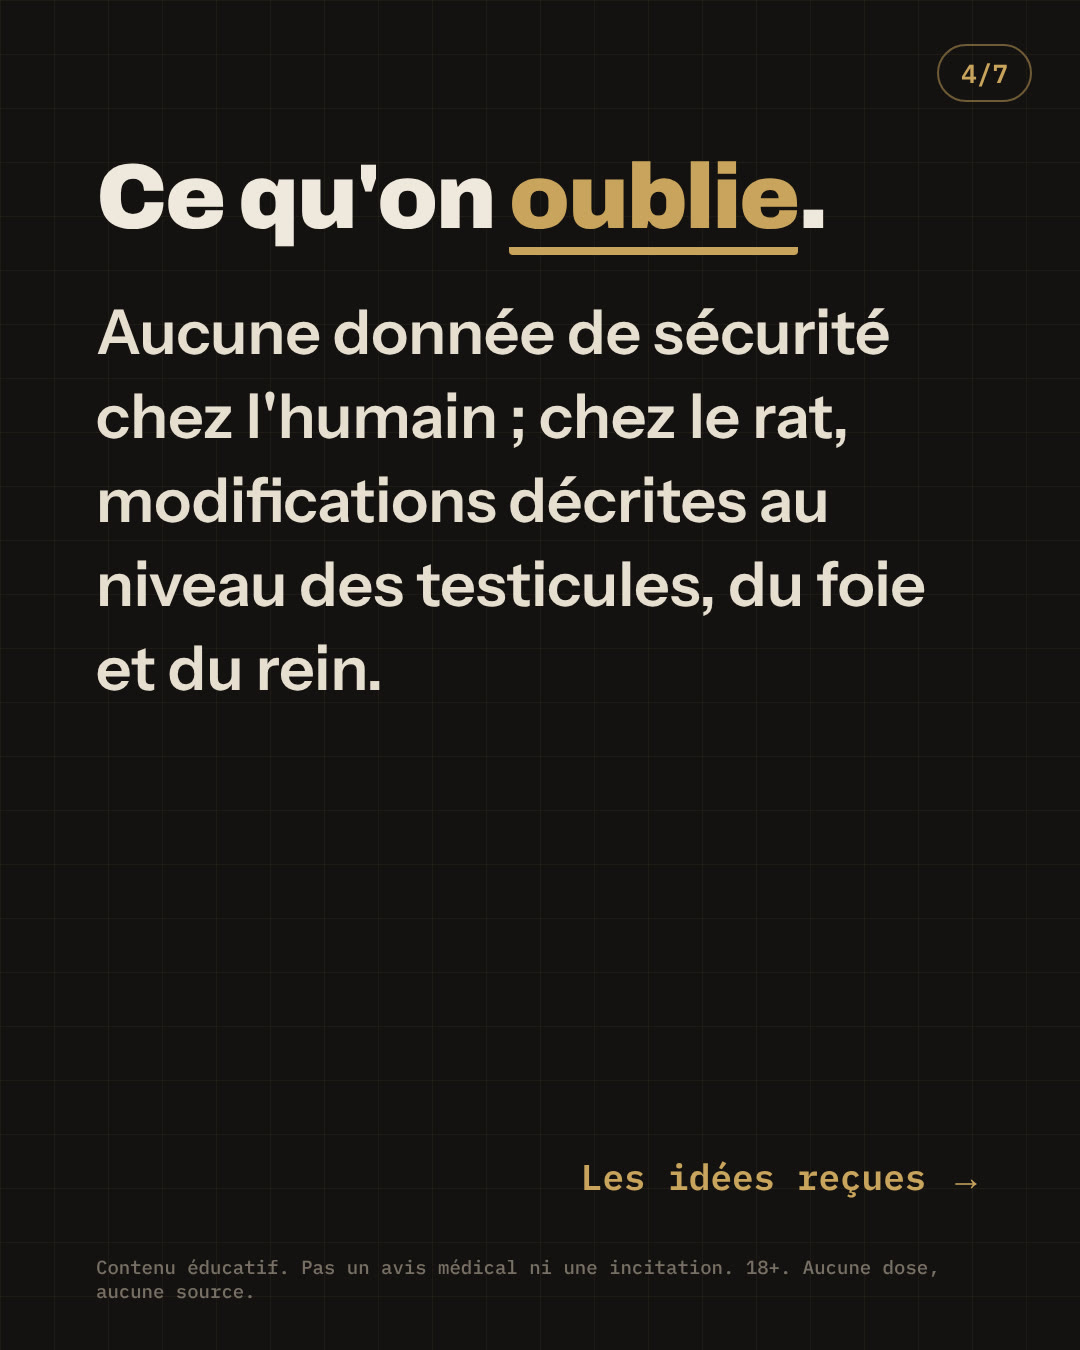 4/7
Ce qu'on oublie.
Aucune donnée de sécurité
chez l'humain ; chez le rat,
modifications décrites au
niveau des testicules, du foie
et du rein.
Les idées reçues →
Contenu éducatif. Pas un avis médical ni une incitation. 18+. Aucune dose,
aucune source.